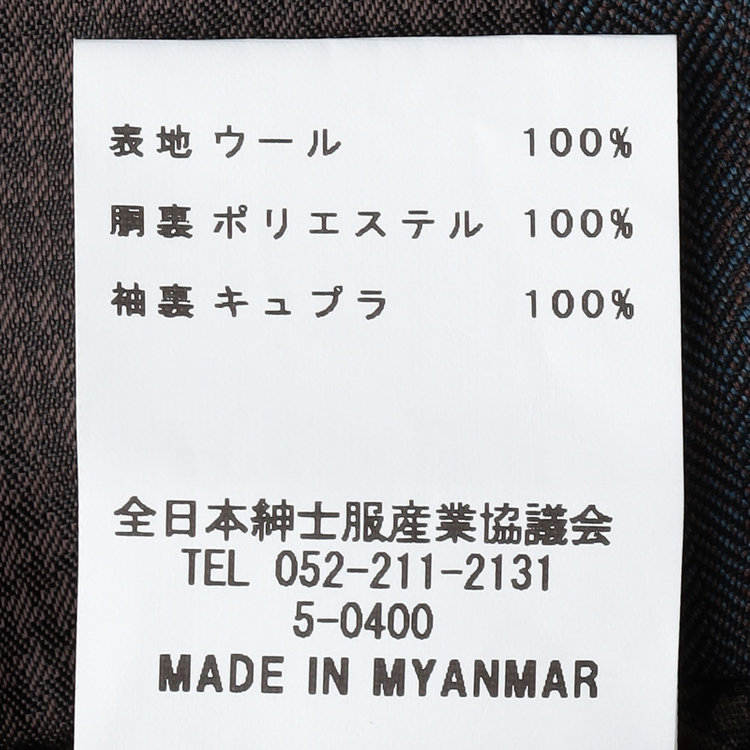 表地 ウール 100%
胴裏 ポリエステル 100%
袖裏 キュプラ 100%
全日本紳士服産業協議会
TEL 052-211-2131
5-0400
MADE IN MYANMAR